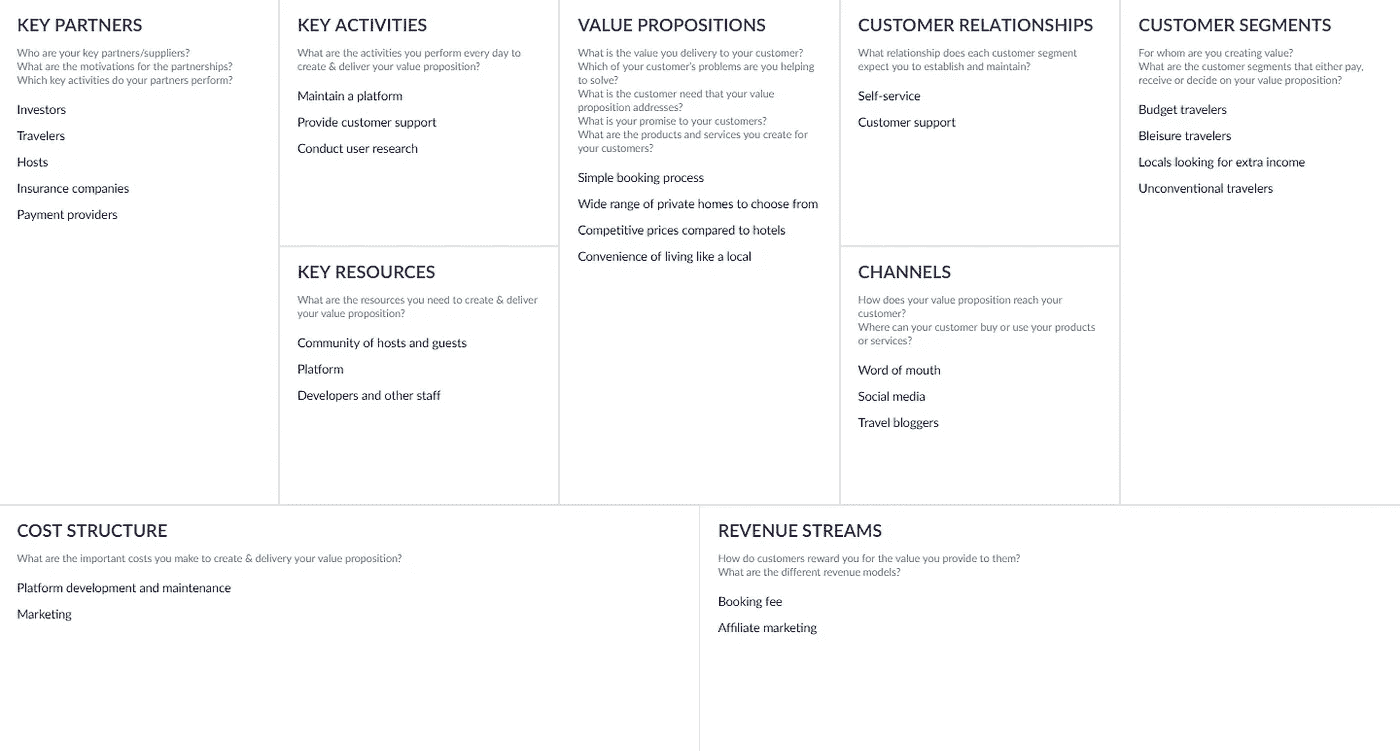 KEY PARTNERS
Who are your key partners/suppliers?
What are the motivations for the partnerships?
Which key activities do your partners perform?
Investors
Travelers
Hosts
Insurance companies
Payment providers
KEY ACTIVITIES
What are the activities you perform every day to
create & deliver your value proposition?
Maintain a platform
Provide customer support
Conduct user research
KEY RESOURCES
What are the resources you need to create & deliver
your value proposition?
Community of hosts and guests
Platform
Developers and other staff
VALUE PROPOSITIONS
What is the value you delivery to your customer?
Which of your customer's problems are you helping
to solve?
What is the customer need that your value
proposition addresses?
What is your promise to your customers?
What are the products and services you create for
your customers?
Simple booking process
Wide range of private homes to choose from
Competitive prices compared to hotels
Convenience of living like a local
CUSTOMER RELATIONSHIPS
What relationship does each customer segment
expect you to establish and maintain?
Self-service
Customer support
CHANNELS
How does your value proposition reach your
customer?
Where can your customer buy or use your products
or services?
Word of mouth
Social media
Travel bloggers
CUSTOMER SEGMENTS
For whom are you creating value?
What are the customer segments that either pay,
receive or decide on your value proposition?
Budget travelers
Bleisure travelers
Locals looking for extra income
Unconventional travelers
COST STRUCTURE
What are the important costs you make to create & delivery your value proposition?
Platform development and maintenance
Marketing
REVENUE STREAMS
How do customers reward you for the value you provide to them?
What are the different revenue models?
Booking fee
Affiliate marketing